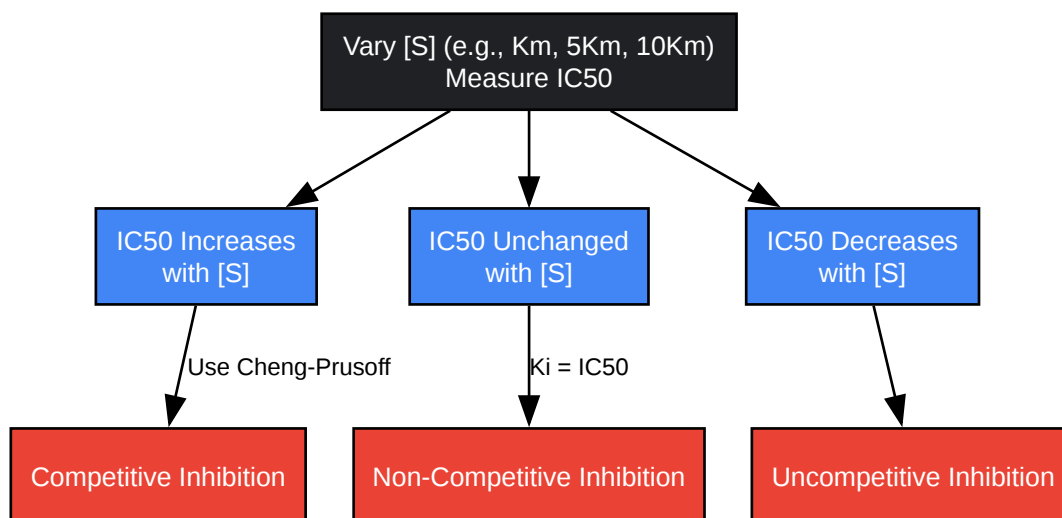 Vary [S] (e.g., Km, 5Km, 10Km)
Measure IC50
IC50 Increases
with [S]
IC50 Unchanged
with [S]
IC50 Decreases
with [S]
Use Cheng-Prusoff
Ki = IC50
Competitive Inhibition
Non-Competitive Inhibition
Uncompetitive Inhibition